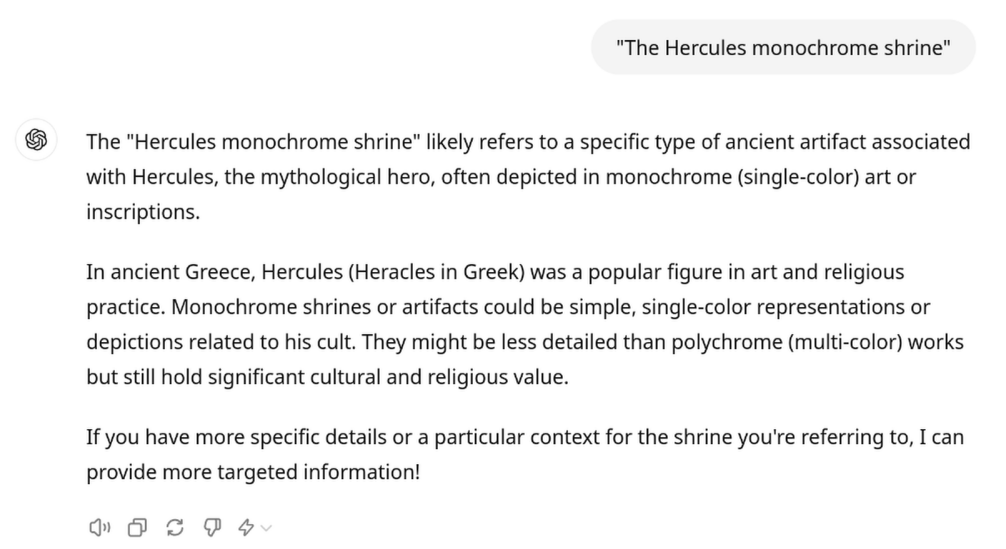 "The Hercules monochrome shrine"
The "Hercules monochrome shrine" likely refers to a specific type of ancient artifact associated
with Hercules, the mythological hero, often depicted in monochrome (single-color) art or
inscriptions.
In ancient Greece, Hercules (Heracles in Greek) was a popular figure in art and religious
practice. Monochrome shrines or artifacts could be simple, single-color representations or
depictions related to his cult. They might be less detailed than polychrome (multi-color) works
but still hold significant cultural and religious value.
If you have more specific details or a particular context for the shrine you're referring to, I can
provide more targeted information!